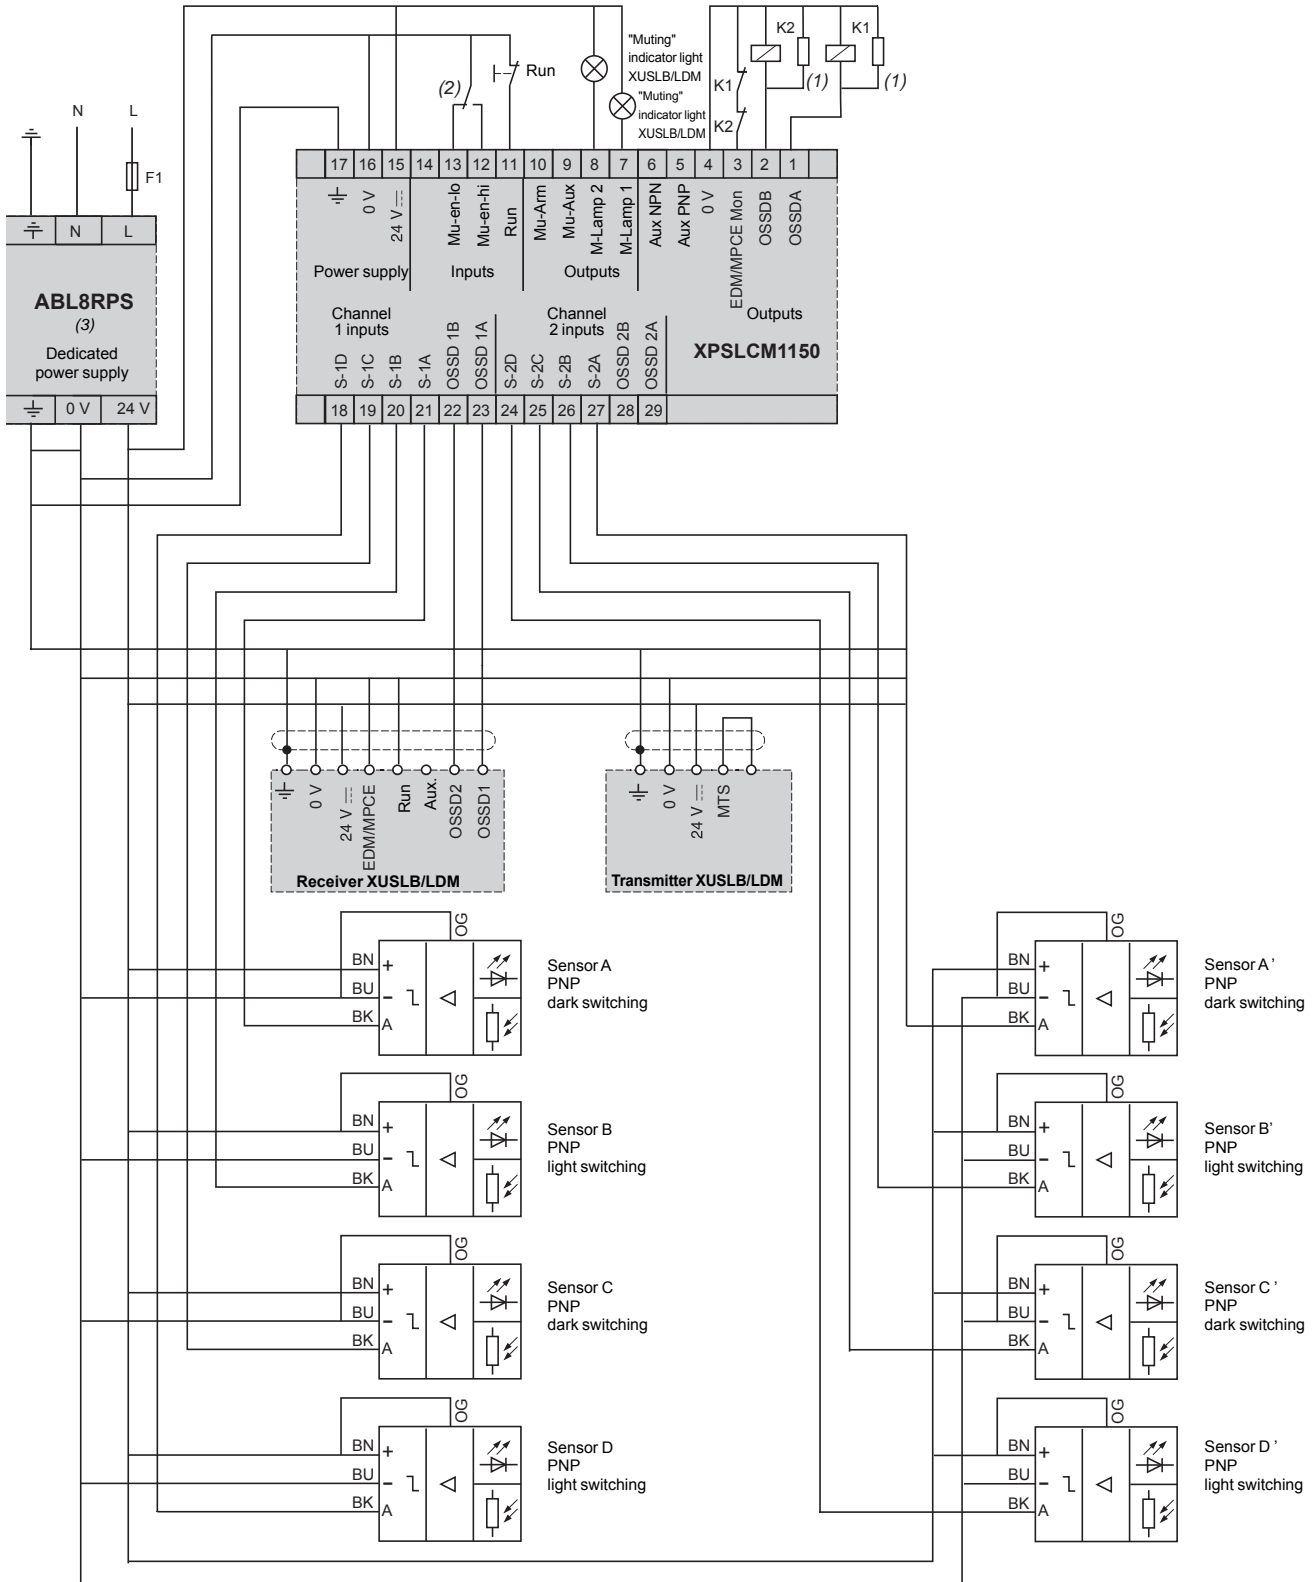 "Muting"
indicator light
XUSLB/LDM
"Muting"
indicator light
XUSLB/LDM
K2
K1
K1
K2
(1)
(1)
(2)
Run
N
L
F1
17 16 15 14 13 12 11 10 9 8 7 6 5 4 3 2 1
0 V
24 V
Mu-en-lo
Mu-en-hi
Run
Mu-Arm
Mu-Aux
M-Lamp 2
M-Lamp 1
Aux NPN
Aux PNP
0 V
EDM/MPCE Mon
OSSDB
OSSDA
Power supply
Inputs
Outputs
Outputs
Channel
1 inputs
Channel
2 inputs
XPSLCM1150
S-1D
S-1C
S-1B
S-1A
OSSD 1B
OSSD 1A
S-2D
S-2C
S-2B
S-2A
OSSD 2B
OSSD 2A
18 19 20 21 22 23 24 25 26 27 28 29
N
L
ABL8RPS
(3)
Dedicated
power supply
0 V
24 V
0 V
24 V
EDM/MPCE
Run
Aux.
OSSD2
OSSD1
Receiver XUSLB/LDM
0 V
24 V
MTS
Transmitter XUSLB/LDM
OG
BN +
BU -
BK A
Sensor A
PNP
dark switching
OG
BN +
BU -
BK A
Sensor A '
PNP
dark switching
OG
BN +
BU -
BK A
Sensor B
PNP
light switching
OG
BN +
BU -
BK A
Sensor B'
PNP
light switching
OG
BN +
BU -
BK A
Sensor C
PNP
dark switching
OG
BN +
BU -
BK A
Sensor C '
PNP
dark switching
OG
BN +
BU -
BK A
Sensor D
PNP
light switching
OG
BN +
BU -
BK A
Sensor D '
PNP
light switching